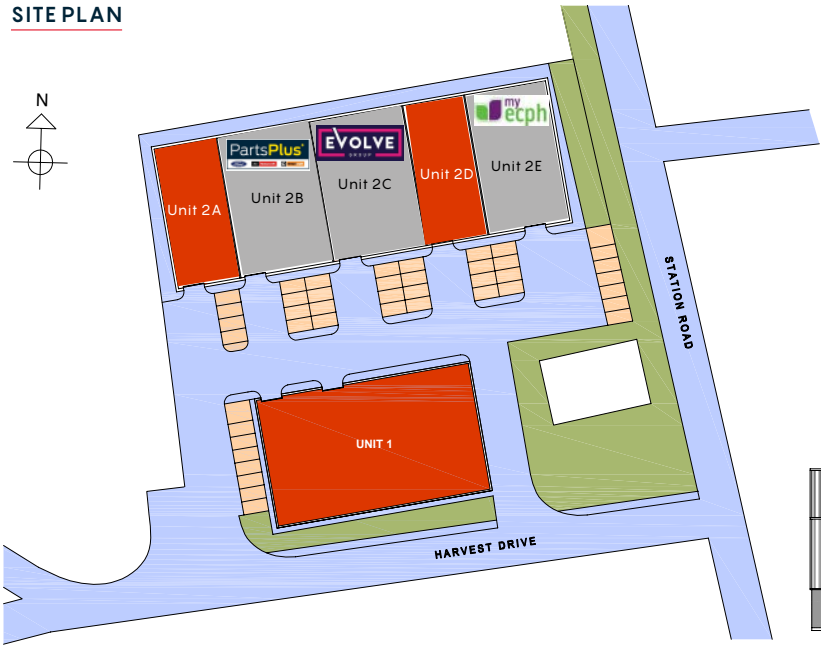 SITE PLAN
N
PartsPlus
EVOLVE
GROUP
my
ecph
Unit 2A
Unit 2B
Unit 2C
Unit 2D
Unit 2E
STATION ROAD
UNIT 1
HARVEST DRIVE